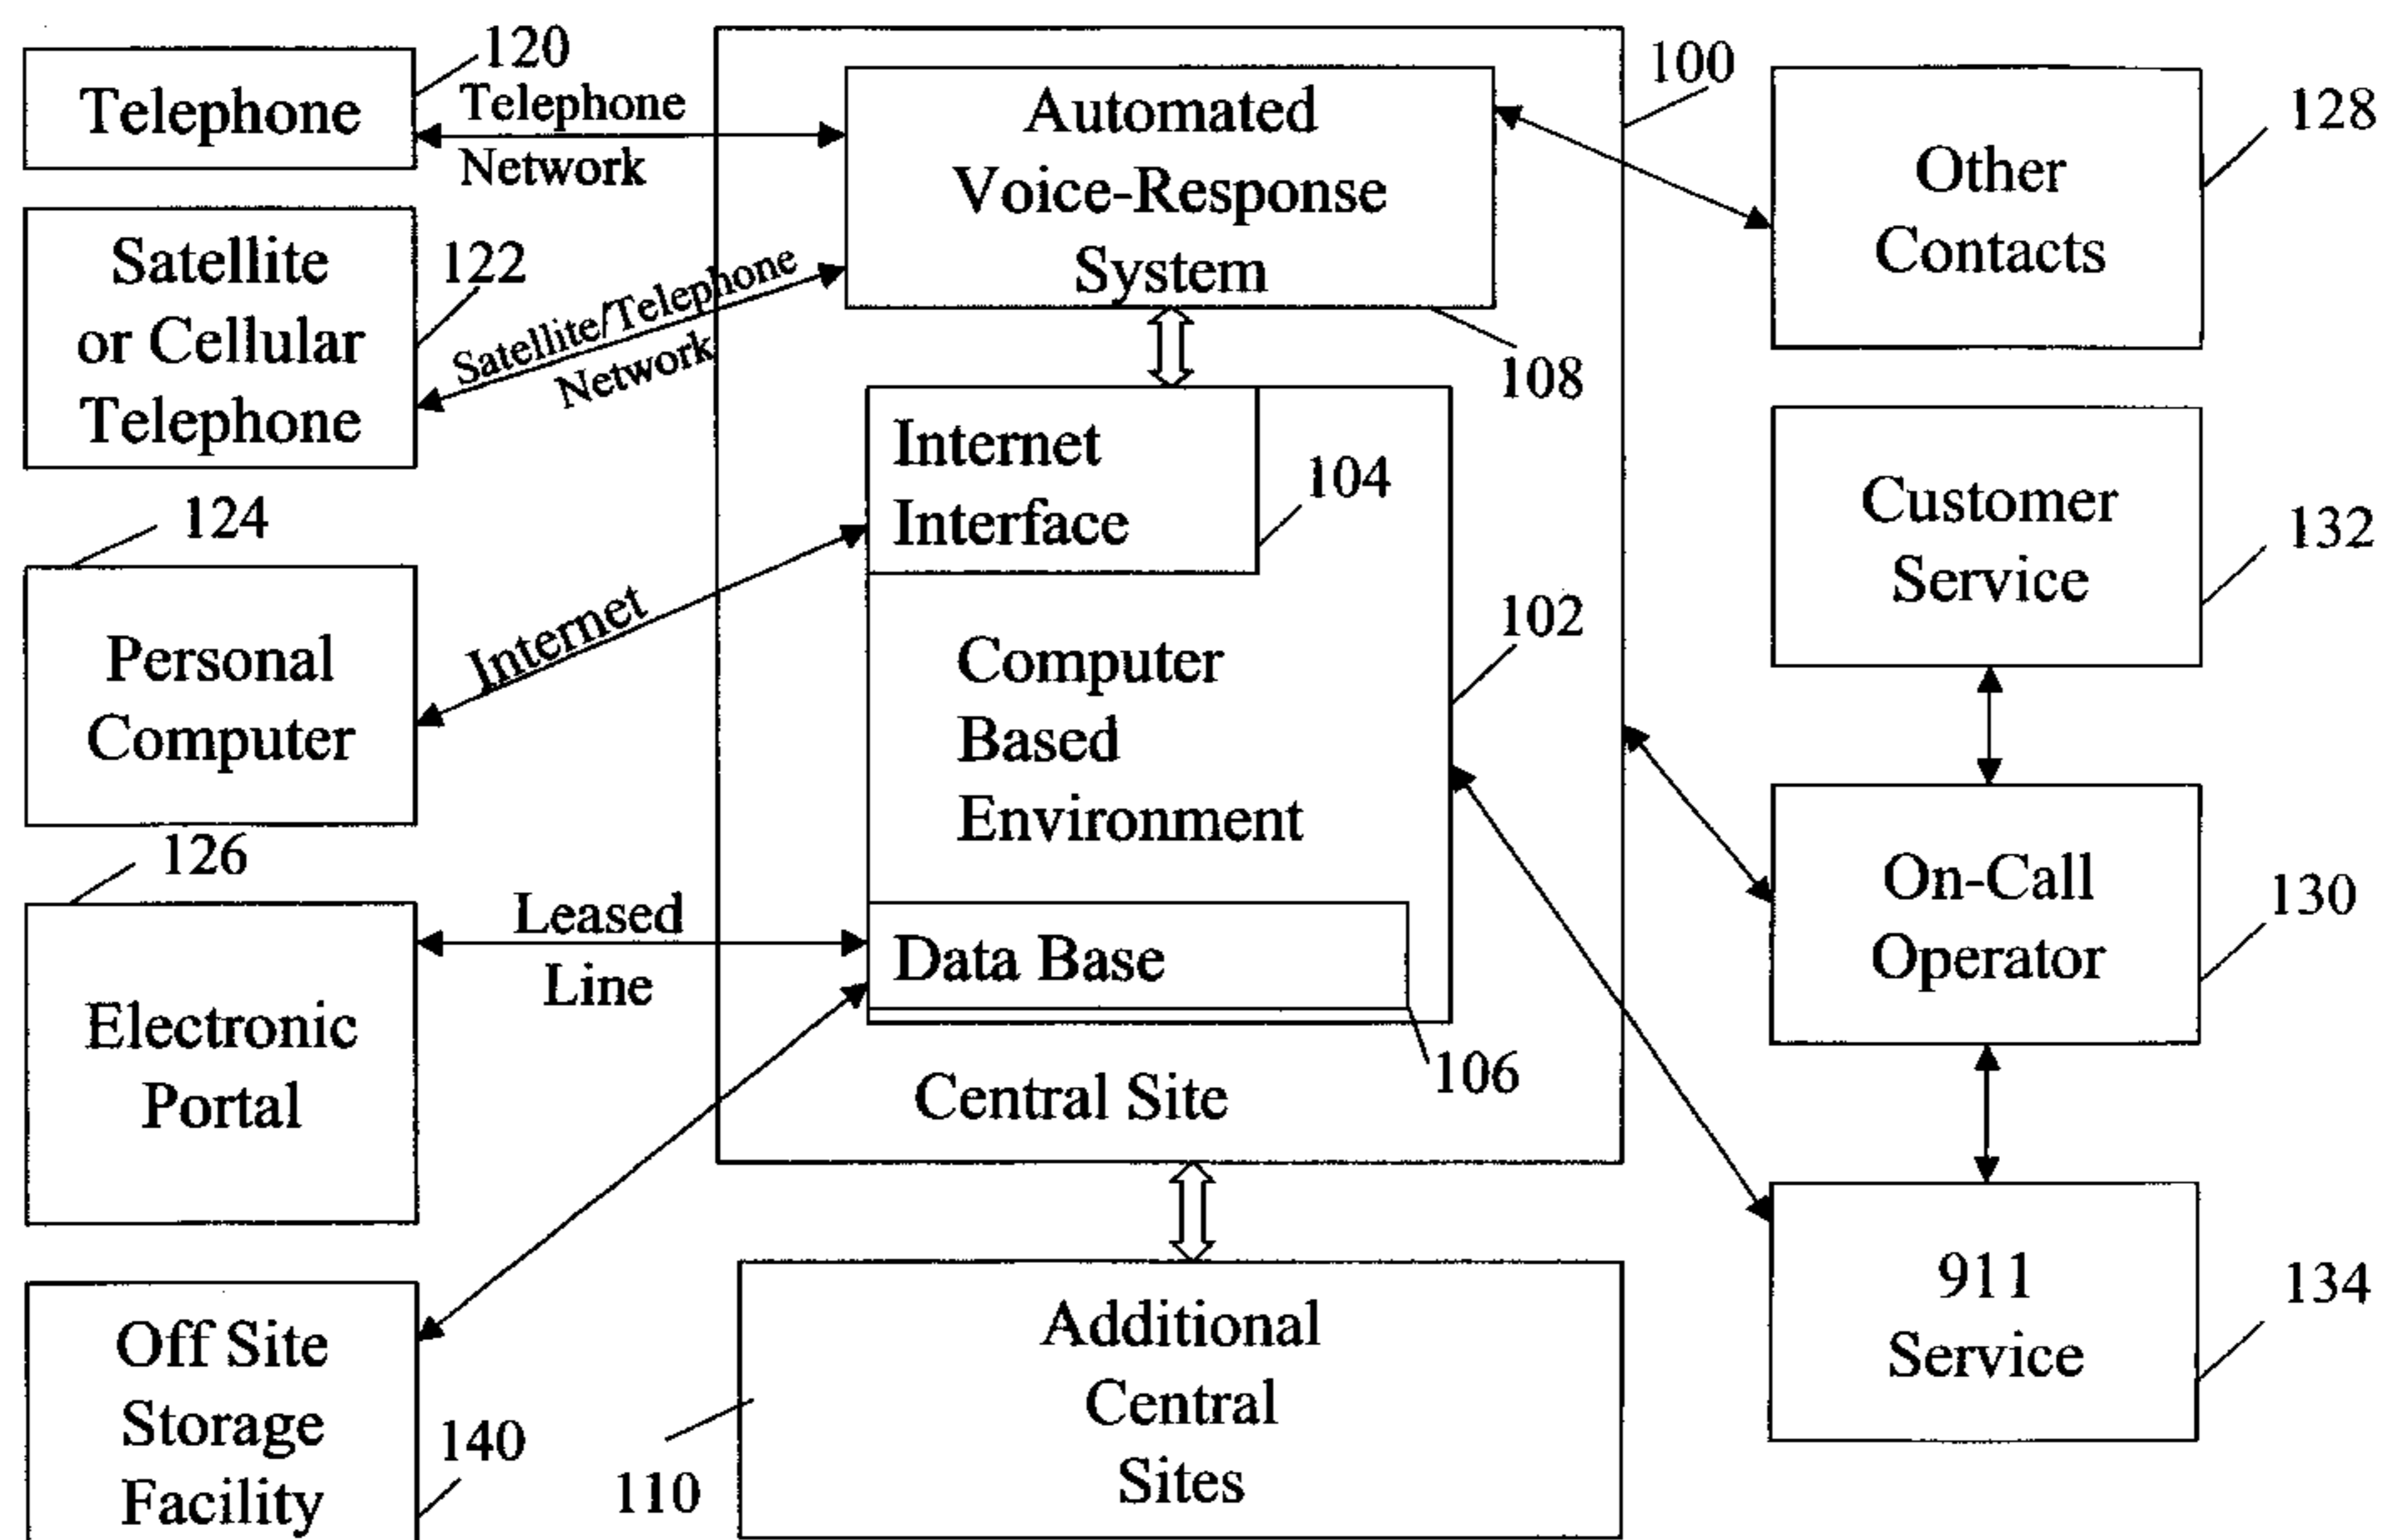 120
Telephone
Telephone
Network
Satellite
or Cellular
Telephone
122
Satellite/Telephone
Network
124
Personal
Computer
Internet
126
Electronic
Portal
Leased
Line
Off Site
Storage
Facility
140
100
Automated
Voice-Response
System
108
Internet
Interface
104
102
Computer
Based
Environment
Data Base
106
Central Site
Additional
Central
Sites
110
Other
Contacts
128
Customer
Service
132
On-Call
Operator
130
911
Service
134